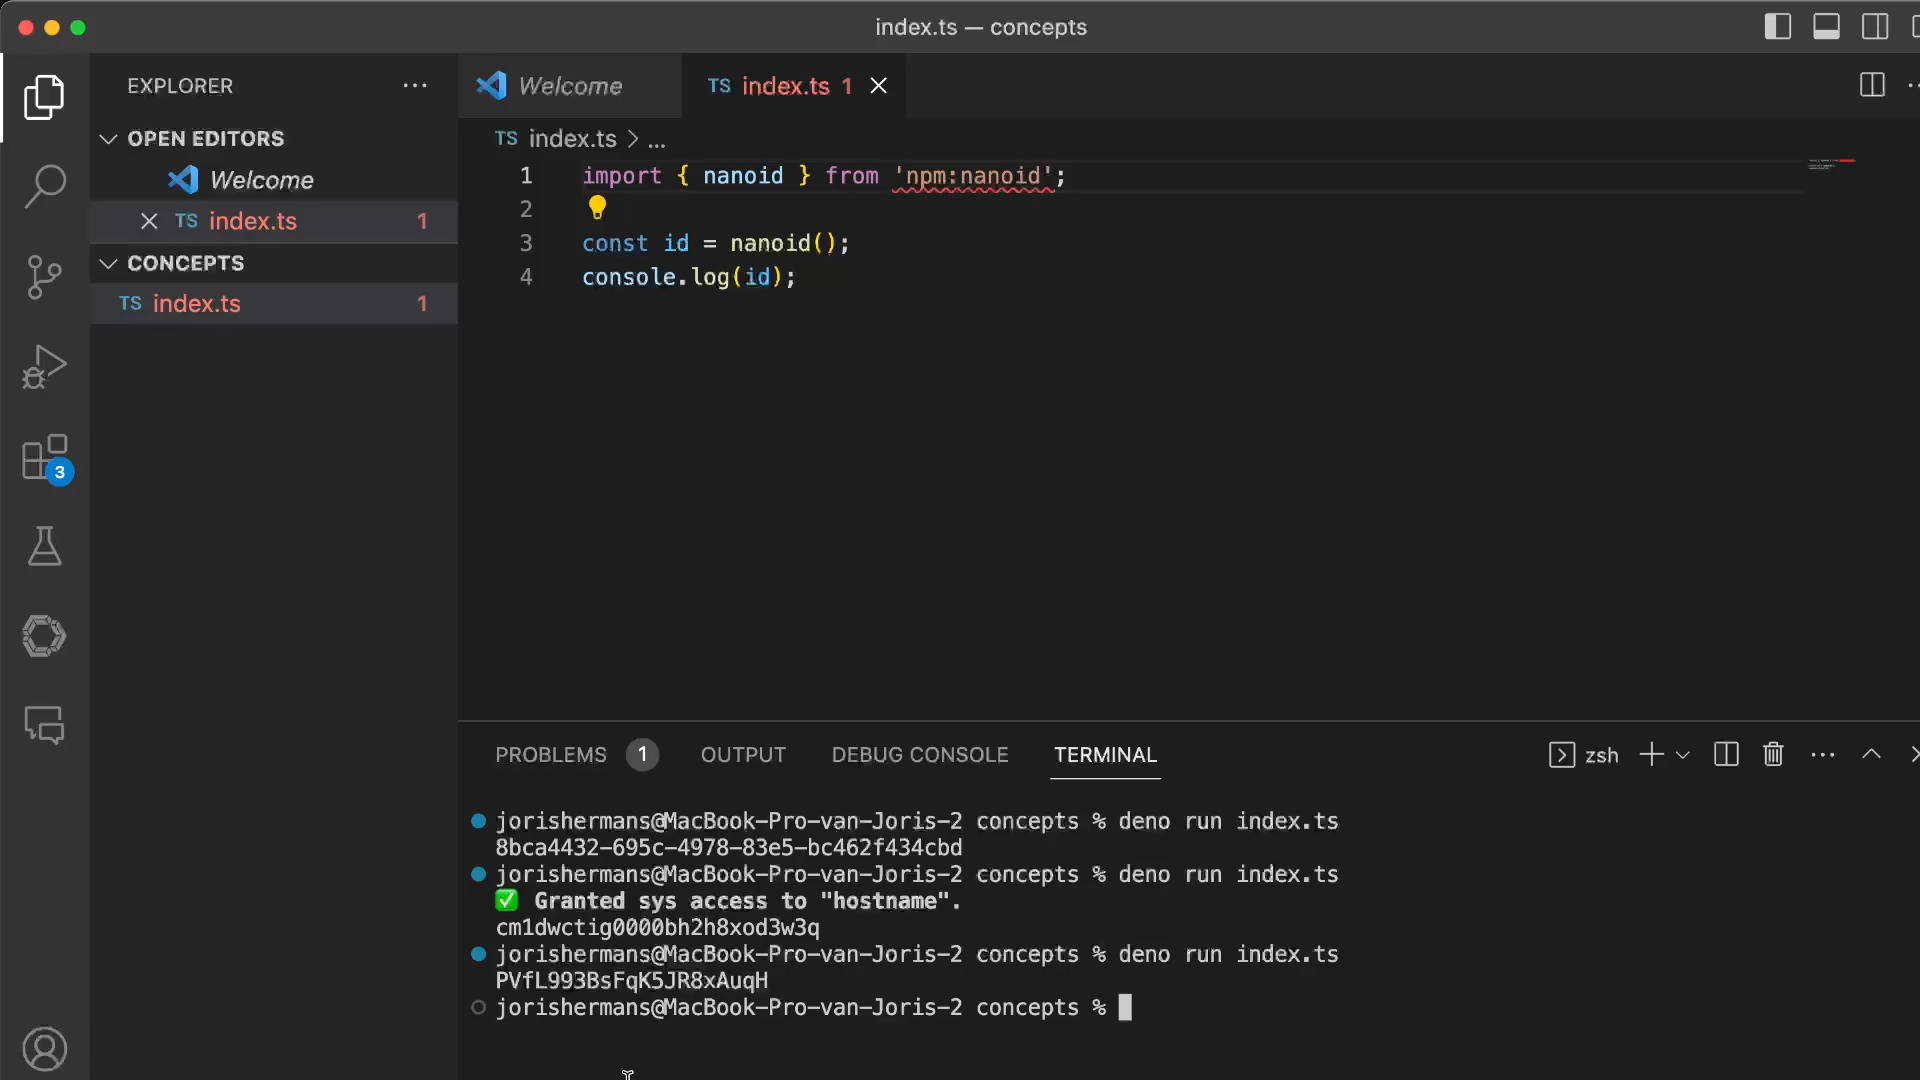 index.ts — concepts
EXPLORER
Welcome
TS index.ts 1
OPEN EDITORS
TS index.ts > ...
Welcome
1 import { nanoid } from 'npm:nanoid';
2
TS index.ts 1
3 const id = nanoid();
CONCEPTS
4 console.log(id);
TS index.ts 1
3
PROBLEMS 1 OUTPUT DEBUG CONSOLE TERMINAL
zsh
jorishermans@MacBook-Pro-van-Joris-2 concepts % deno run index.ts
8bca4432-695c-4978-83e5-bc462f434cbd
jorishermans@MacBook-Pro-van-Joris-2 concepts % deno run index.ts
✅ Granted sys access to "hostname".
cm1dwctig0000bh2h8xod3w3q
jorishermans@MacBook-Pro-van-Joris-2 concepts % deno run index.ts
PVfL993BsFqK5JR8xAuqH
jorishermans@MacBook-Pro-van-Joris-2 concepts %